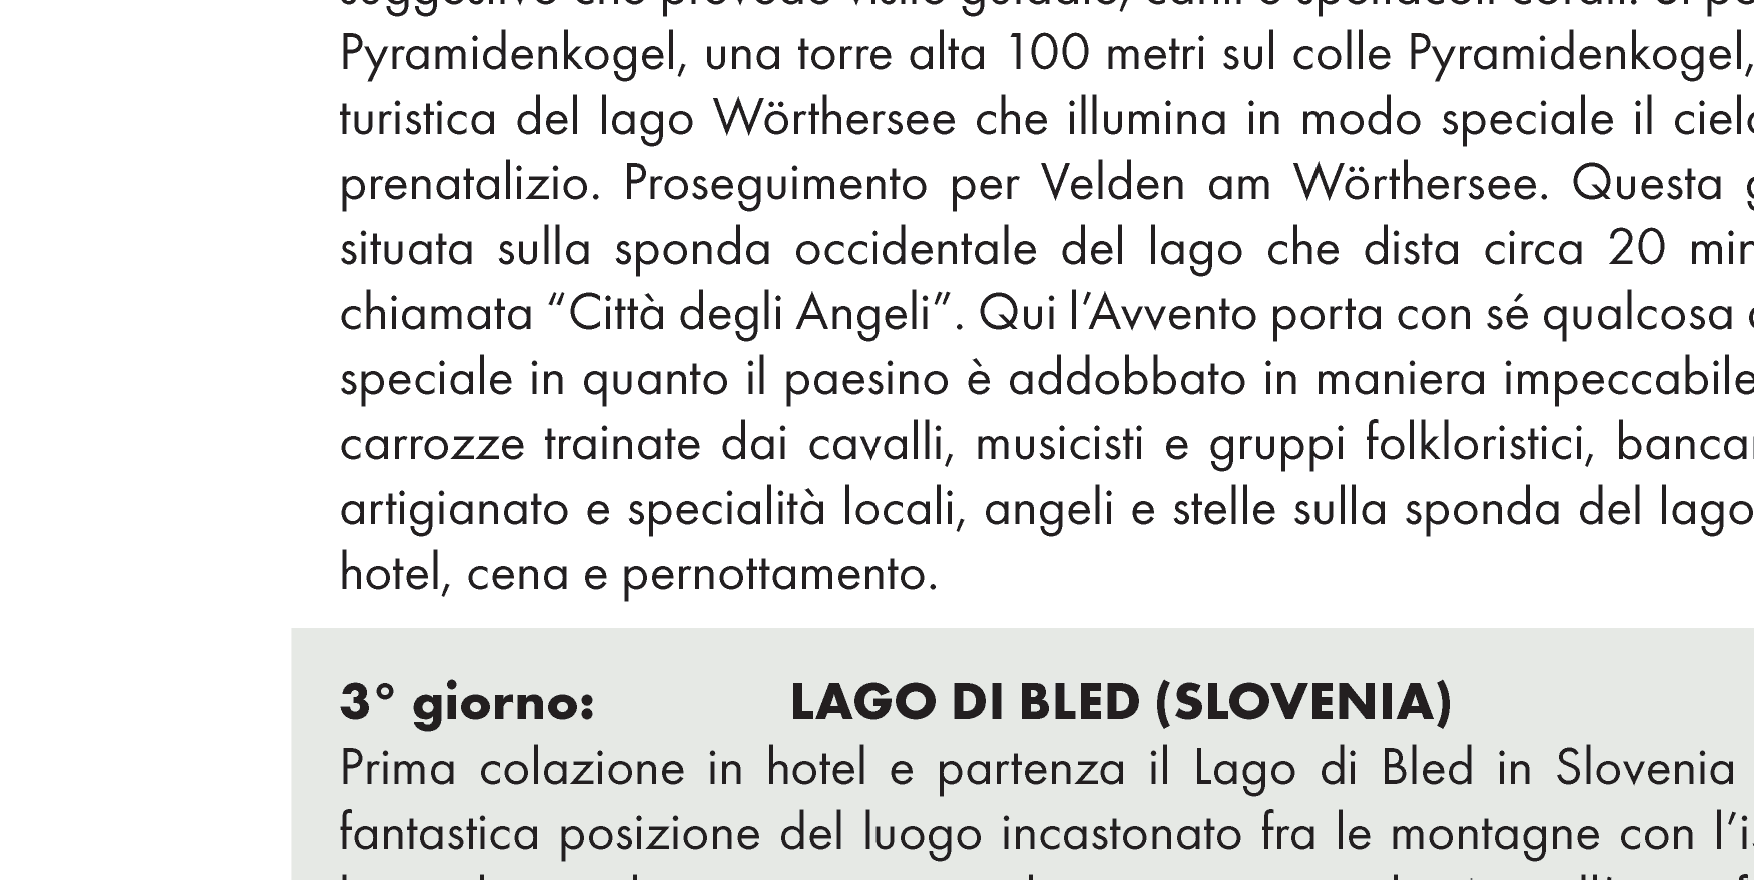 Pyramidenkogel, una torre alta 100 metri sul colle Pyramidenkogel,
turistica del lago Wörthersee che illumina in modo speciale il cielo
prenatalizio. Proseguimento per Velden am Wörthersee. Questa
situata sulla sponda occidentale del lago che dista circa 20
chiamata “Città degli Angeli”. Qui l’Avvento porta con sé qualcosa
speciale in quanto il paesino è addobbato in maniera impeccabile
carrozze trainate dai cavalli, musicisti e gruppi folkloristici,
artigianato e specialità locali, angeli e stelle sulla sponda del lago
hotel, cena e pernottamento.
3° giorno: LAGO DI BLED (SLOVENIA)
Prima colazione in hotel e partenza il Lago di Bled in Slovenia
fantastica posizione del luogo incastonato fra le montagne con